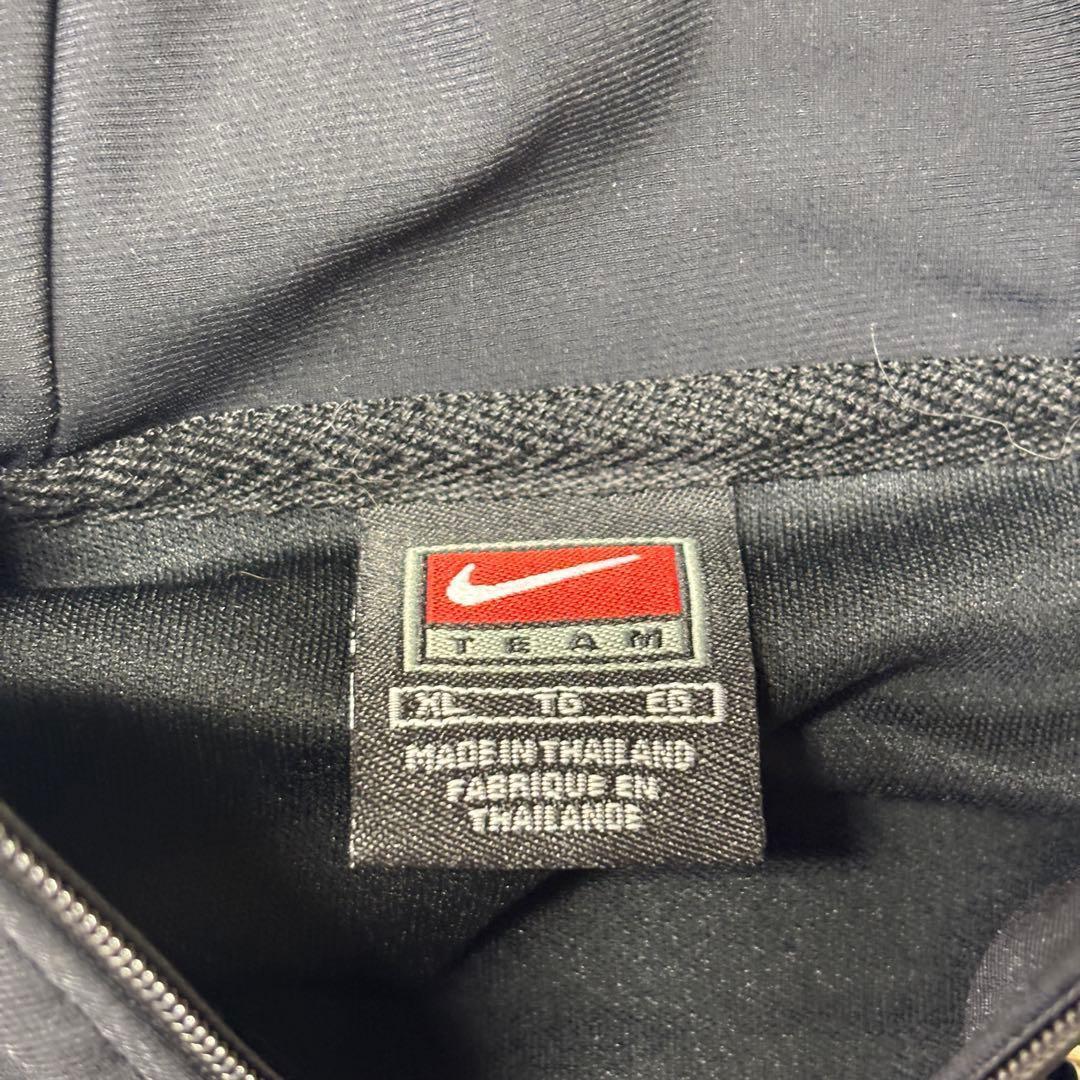 TEAM
XL TG EG
MADE IN THAILAND
FABRIQUE EN
THAILANDE